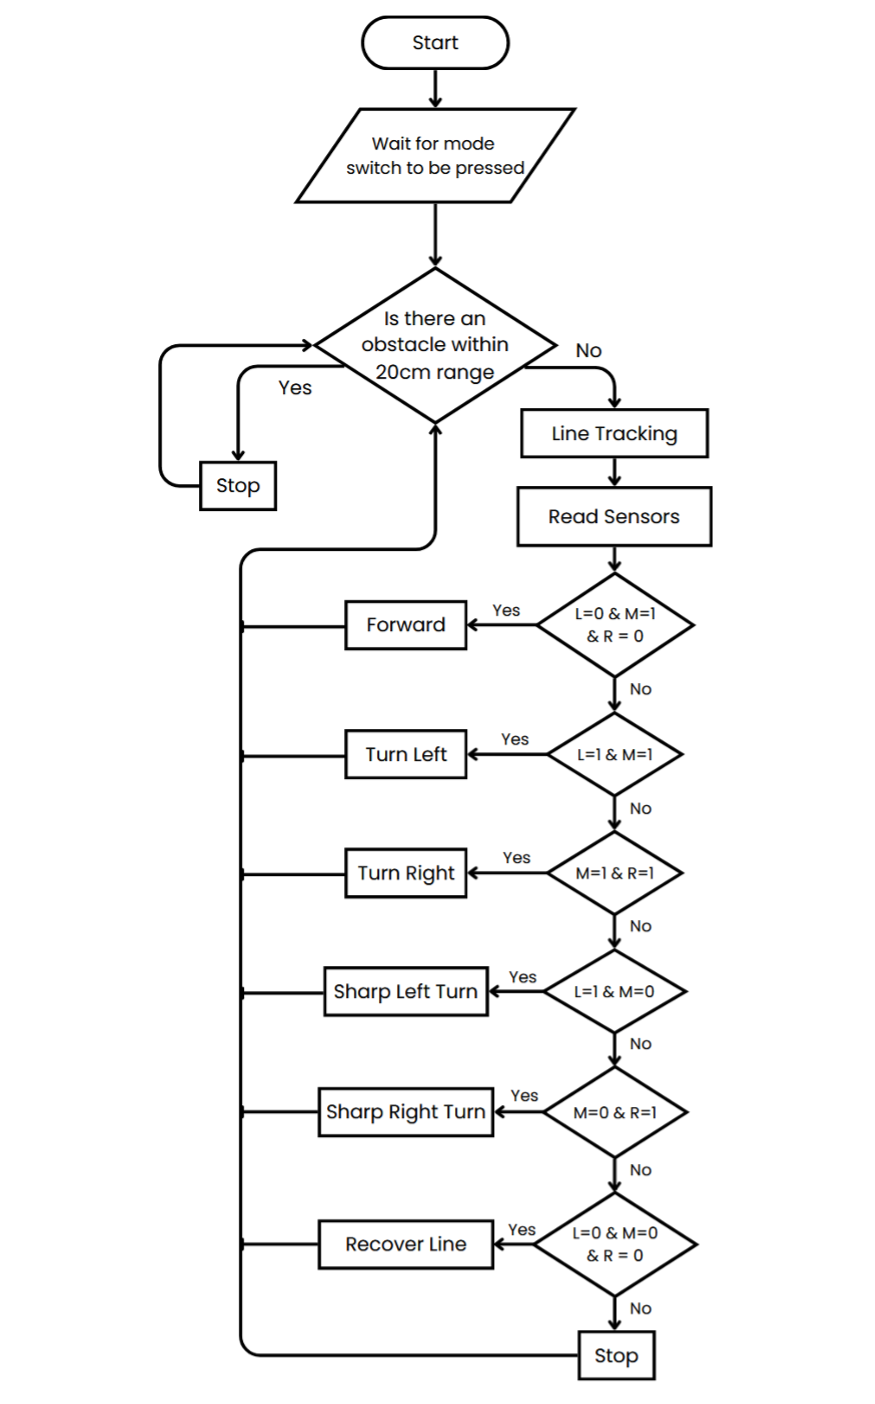 Start
Wait for mode
switch to be pressed
Is there an
obstacle within
20cm range
No
Yes
Line Tracking
Stop
Read Sensors
L=0 & M=1
& R = 0
Yes
Forward
No
L=1 & M=1
Yes
Turn Left
No
M=1 & R=1
Yes
Turn Right
No
L=1 & M=0
Yes
Sharp Left Turn
No
M=0 & R=1
Yes
Sharp Right Turn
No
L=0 & M=0
& R = 0
Yes
Recover Line
No
Stop